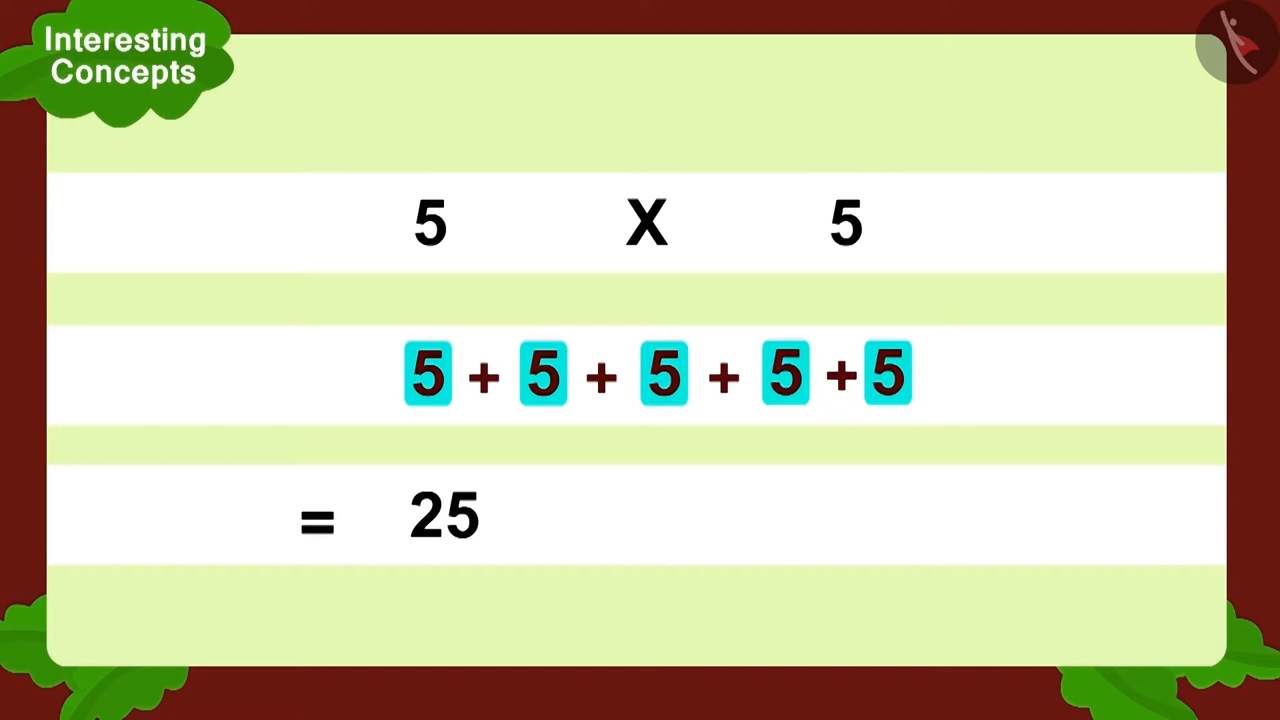 Interesting
Concepts
5 X 5
5 + 5 + 5 + 5 + 5
= 25